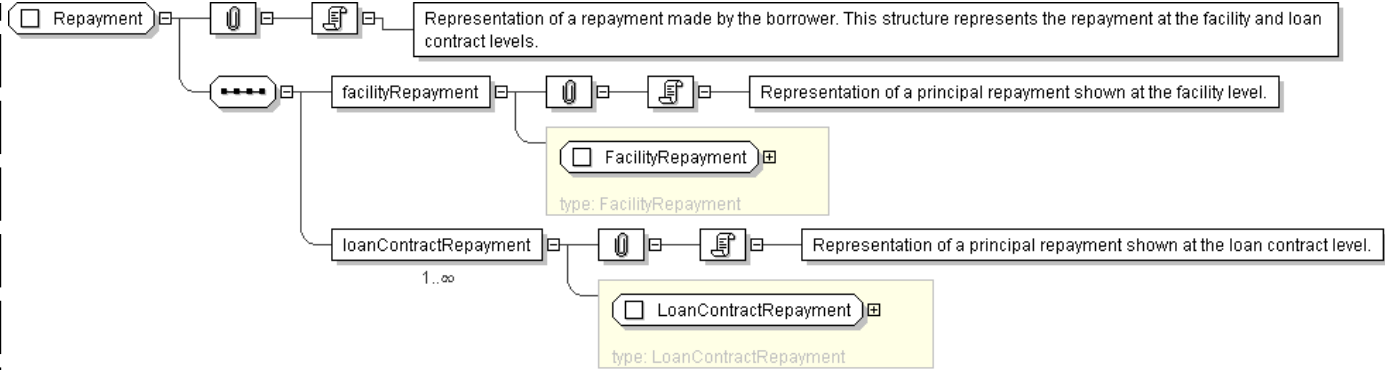 Repayment
Representation of a repayment made by the borrower. This structure represents the repayment at the facility and loan
contract levels.
facilityRepayment
Representation of a principal repayment shown at the facility level.
FacilityRepayment
type: FacilityRepayment
loanContractRepayment
Representation of a principal repayment shown at the loan contract level.
1..∞
LoanContractRepayment
type: LoanContractRepayment